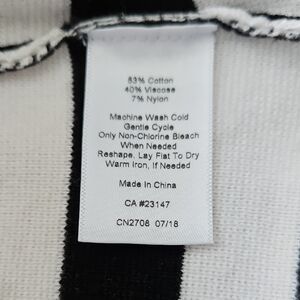 53% Cotton
40% Viscose
7% Nylon
Machine Wash Cold
Gentle Cycle
Only Non-Chlorine Bleach
When Needed
Reshape, Lay Flat To Dry
Warm Iron, If Needed
Made In China
CA #23147
CN2708 07/18